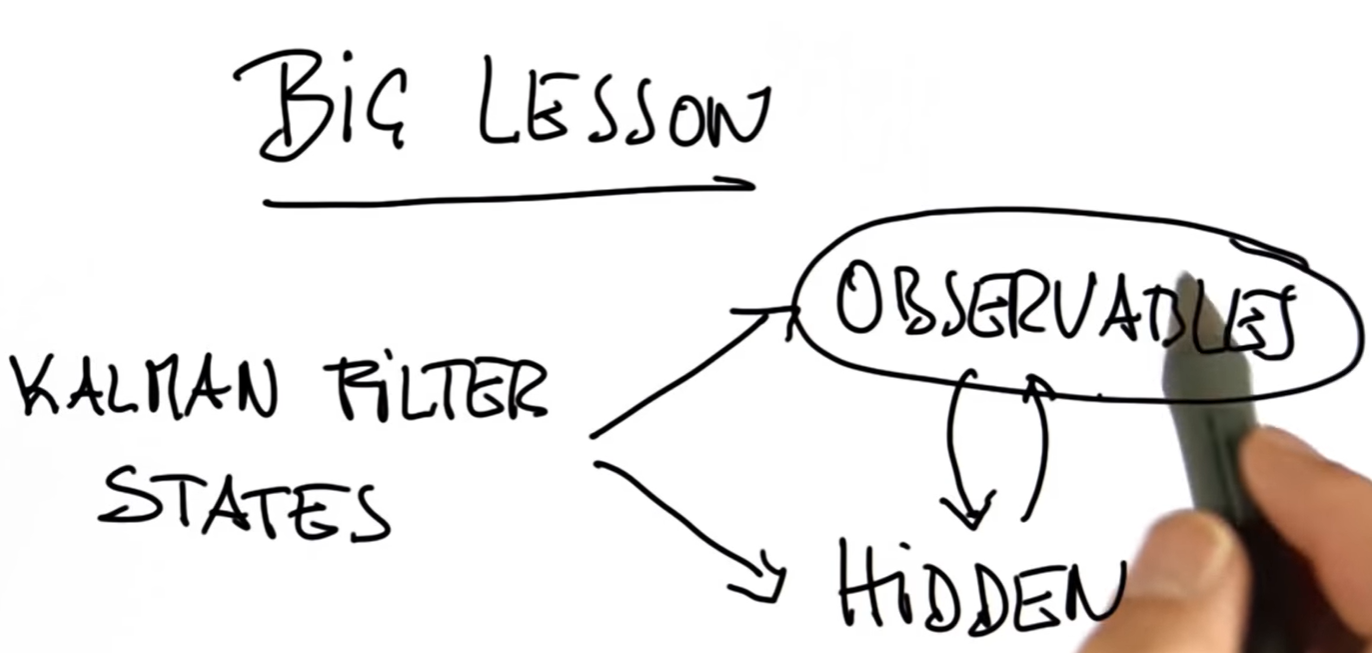 BiG LESSON
OBSERVABLES
KALMAN FiLTER
STATES
HiDDEN